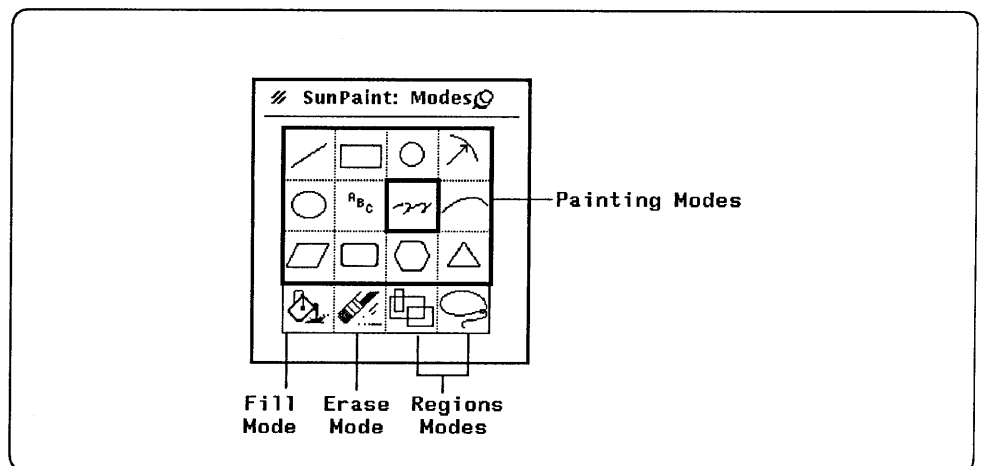 SunPaint: Modes
ABC
Painting Modes
Fill Mode
Erase Mode
Regions Modes